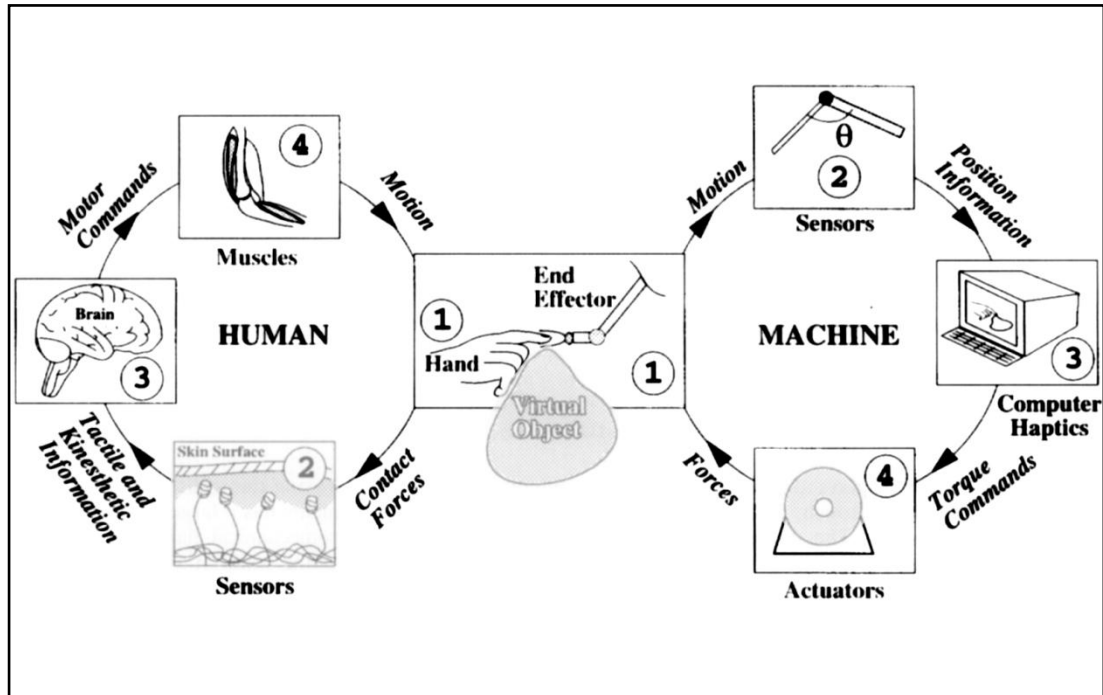 4
Muscles
Motor
Commands
Motion
Brain
3
HUMAN
Tactile and
Kinesthetic
Information
Skin Surface
2
Sensors
Contact
Forces
1
Hand
End
Effector
1
Virtual
Object
Motion
θ
2
Sensors
Position
Information
MACHINE
3
Computer
Haptics
Torque
Commands
4
Actuators
Forces